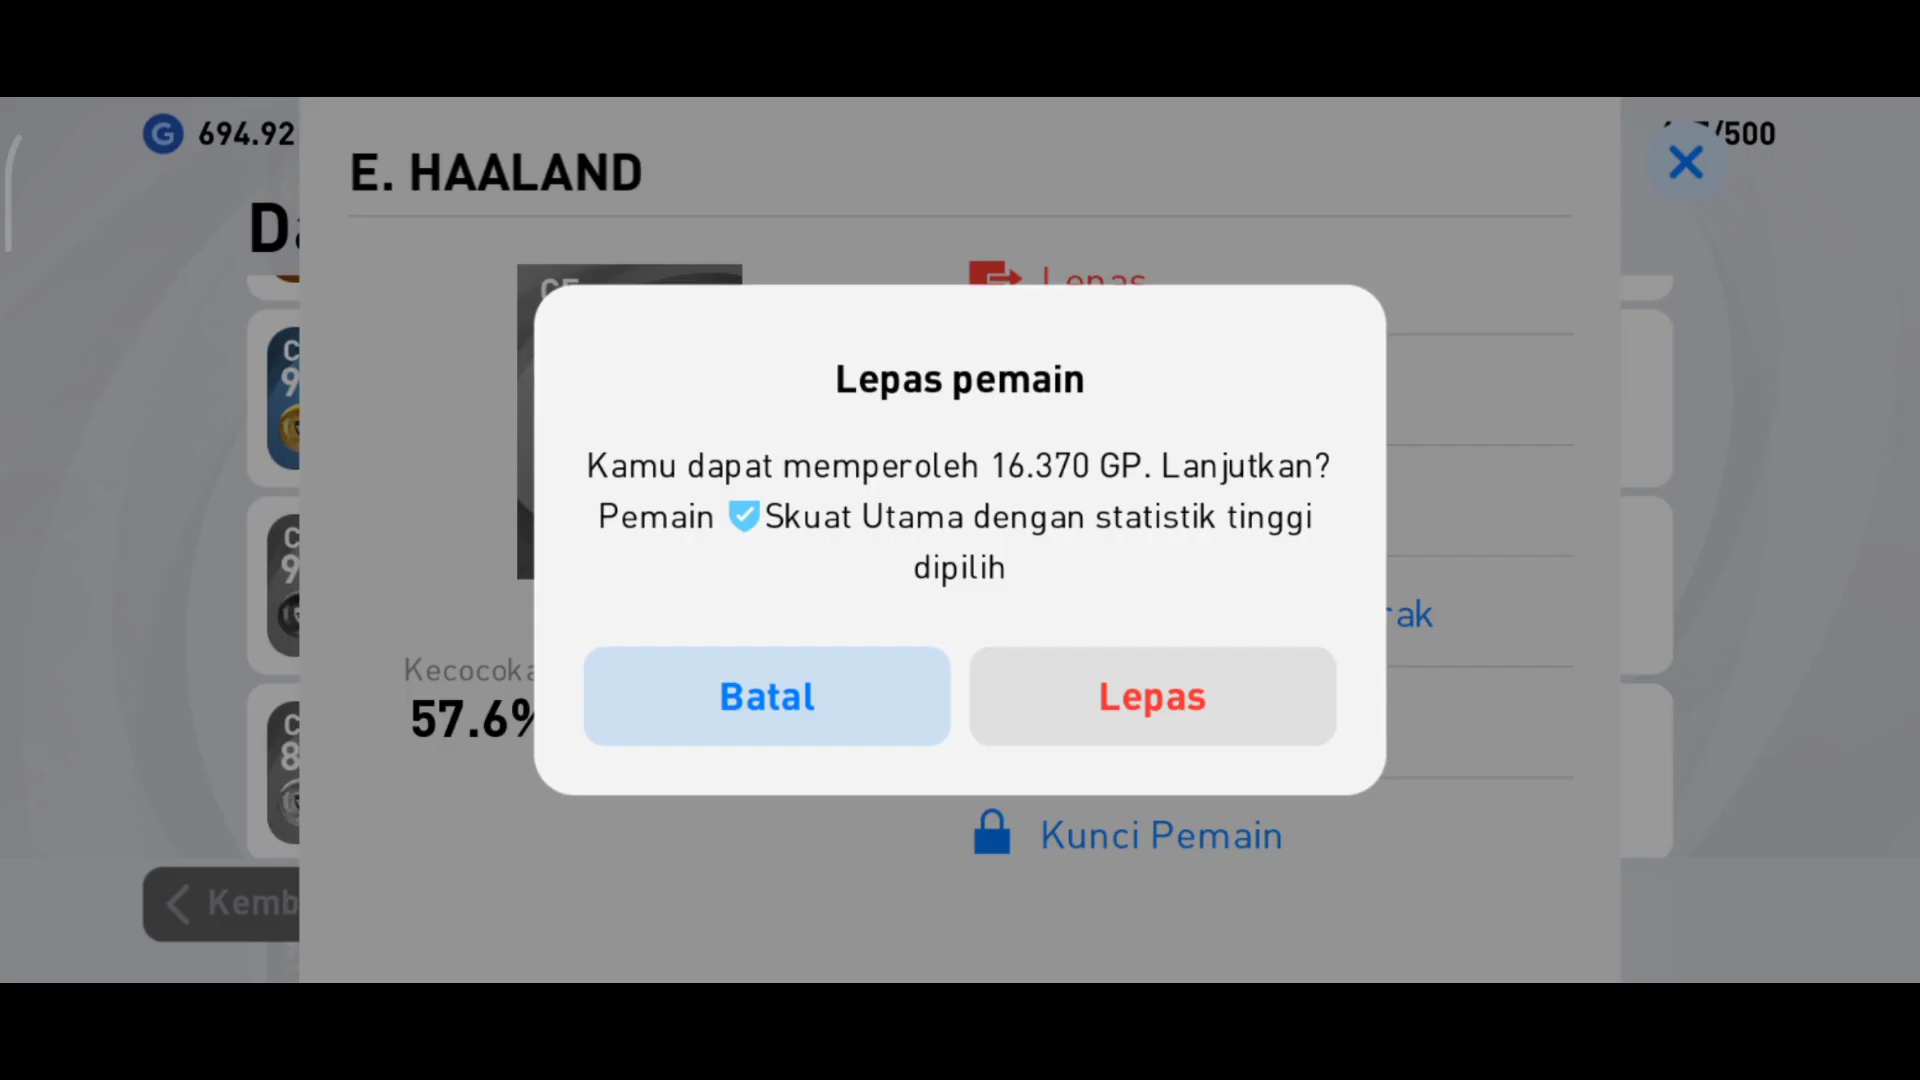 694.92
/500
E. HAALAND
Lepas
Lepas pemain
Kamu dapat memperoleh 16.370 GP. Lanjutkan?
Pemain Skuat Utama dengan statistik tinggi
dipilih
Batal
Lepas
57.6%
Kunci Pemain